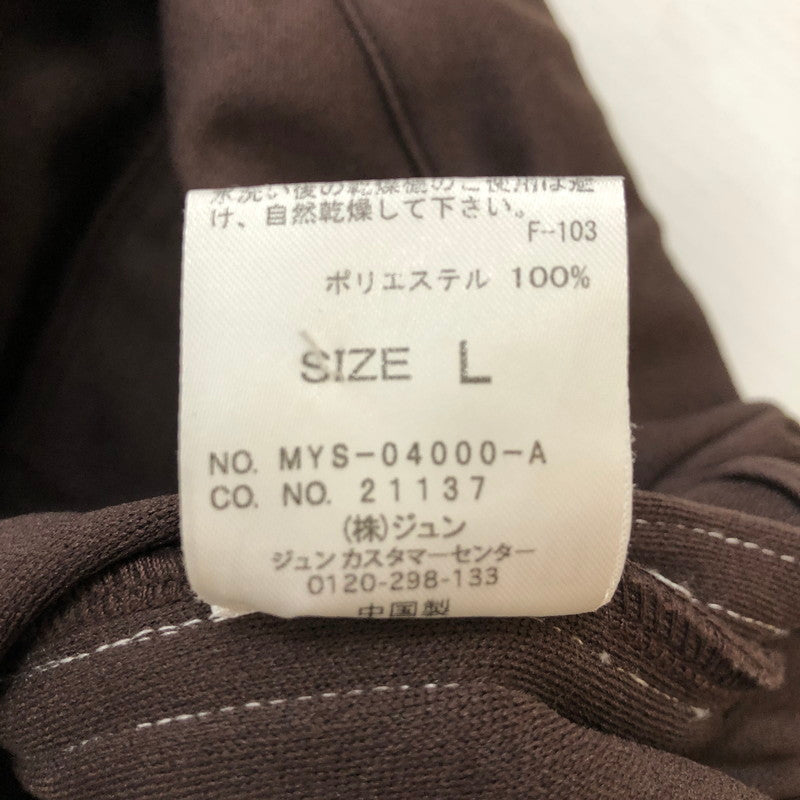 水洗い後の乾燥機のご使用は避
け、自然乾燥して下さい。
F-103
ポリエステル 100%
SIZE L
NO. MYS-04000-A
CO. NO. 21137
(株)ジュン
ジュンカスタマーセンター
0120-298-133
中国製